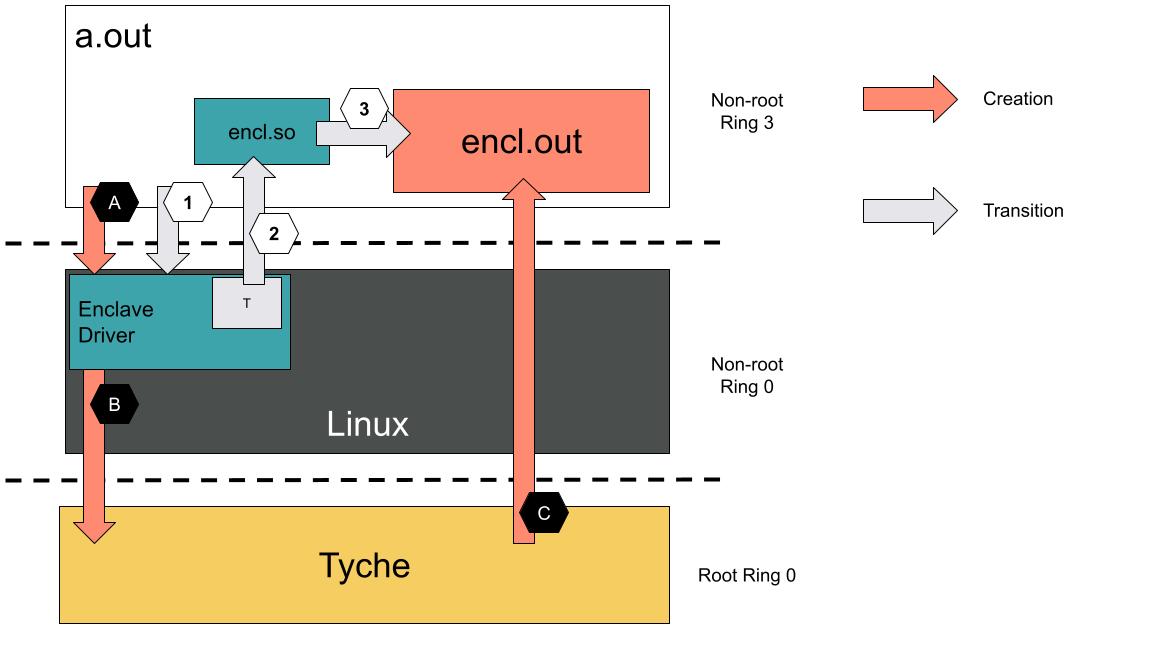 a.out
encl.so
3
encl.out
Non-root
Ring 3
Creation
A
1
2
Transition
Enclave
Driver
T
B
Linux
Non-root
Ring 0
C
Tyche
Root Ring 0